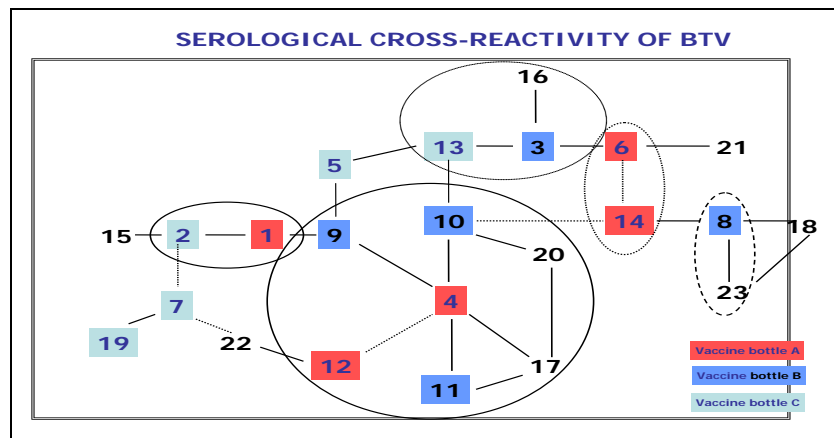 SEROLOGICAL CROSS-REACTIVITY OF BTV
16
13 3 6 21
5
15 2 1 9 10 14 8 18
20
4 23
7
19 22 12 17
11
Vaccine bottle A
Vaccine bottle B
Vaccine bottle C